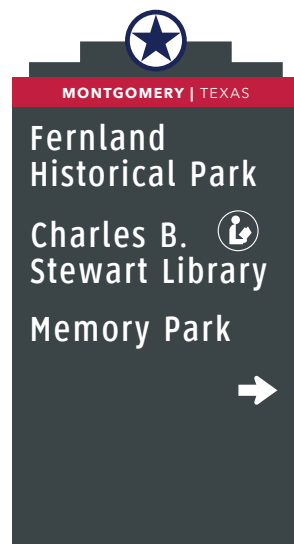 MONTGOMERY | TEXAS
Fernland
Historical Park
Charles B.
Stewart Library
Memory Park